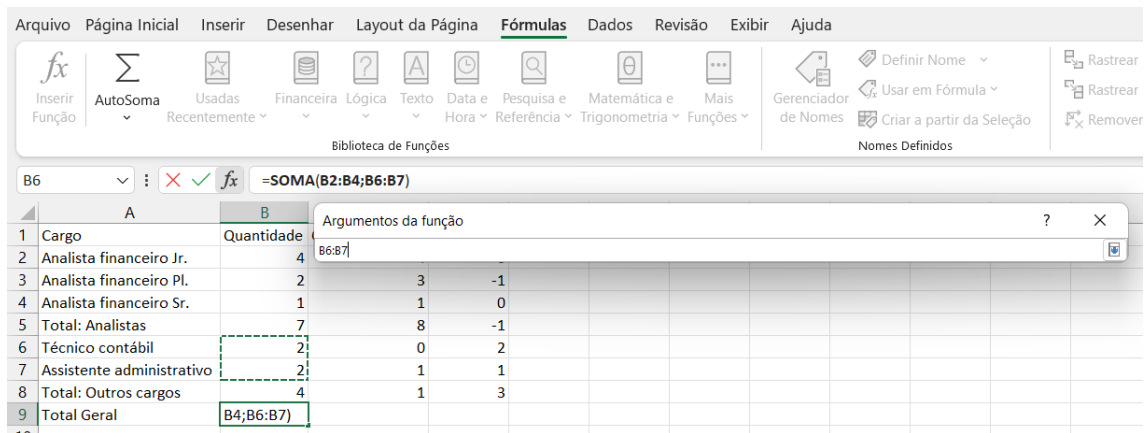 Arquivo Página Inicial Inserir Desenhar Layout da Página Fórmulas Dados Revisão Exibir Ajuda
fx Inserir Função
AutoSoma
Usadas Recentemente
Financeira
Lógica
Texto
Data e Hora
Pesquisa e Referência
Matemática e Trigonometria
Mais Funções
Biblioteca de Funções
Gerenciador de Nomes
Definir Nome
Usar em Fórmula
Criar a partir da Seleção
Nomes Definidos
Rastrear
Rastrear
Remover
B6 fx =SOMA(B2:B4;B6:B7)
Argumentos da função ? ×
B6:B7
A B
1 Cargo Quantidade
2 Analista financeiro Jr. 4
3 Analista financeiro Pl. 2 3 -1
4 Analista financeiro Sr. 1 1 0
5 Total: Analistas 7 8 -1
6 Técnico contábil 2 0 2
7 Assistente administrativo 2 1 1
8 Total: Outros cargos 4 1 3
9 Total Geral B4;B6:B7)